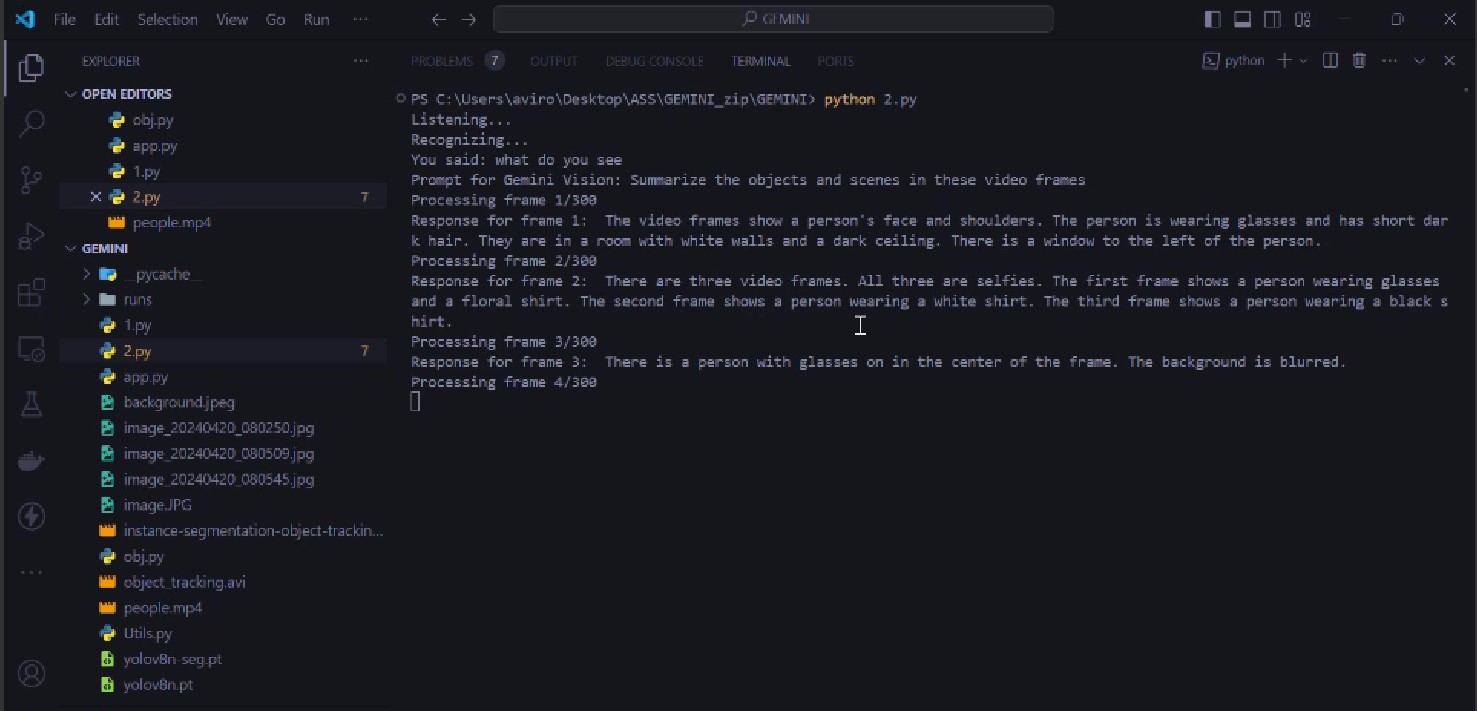 File Edit Selection View Go Run ... GEMINI
EXPLORER ...
OPEN EDITORS
obj.py
app.py
1.py
2.py 7
people.mp4
GEMINI
__pycache__
runs
1.py
2.py 7
app.py
background.jpeg
image_20240420_080250.jpg
image_20240420_080509.jpg
image_20240420_080545.jpg
image.JPG
instance-segmentation-object-trackin...
obj.py
object_tracking.avi
people.mp4
Utils.py
yolov8n-seg.pt
yolov8n.pt
PROBLEMS 7 OUTPUT DEBUG CONSOLE TERMINAL PORTS python
PS C:\Users\aviro\Desktop\ASS\GEMINI_zip\GEMINI> python 2.py
Listening...
Recognizing...
You said: what do you see
Prompt for Gemini Vision: Summarize the objects and scenes in these video frames
Processing frame 1/300
Response for frame 1:  The video frames show a person's face and shoulders. The person is wearing glasses and has short dar
k hair. They are in a room with white walls and a dark ceiling. There is a window to the left of the person.
Processing frame 2/300
Response for frame 2:  There are three video frames. All three are selfies. The first frame shows a person wearing glasses
and a floral shirt. The second frame shows a person wearing a white shirt. The third frame shows a person wearing a black s
hirt.
Processing frame 3/300
Response for frame 3:  There is a person with glasses on in the center of the frame. The background is blurred.
Processing frame 4/300